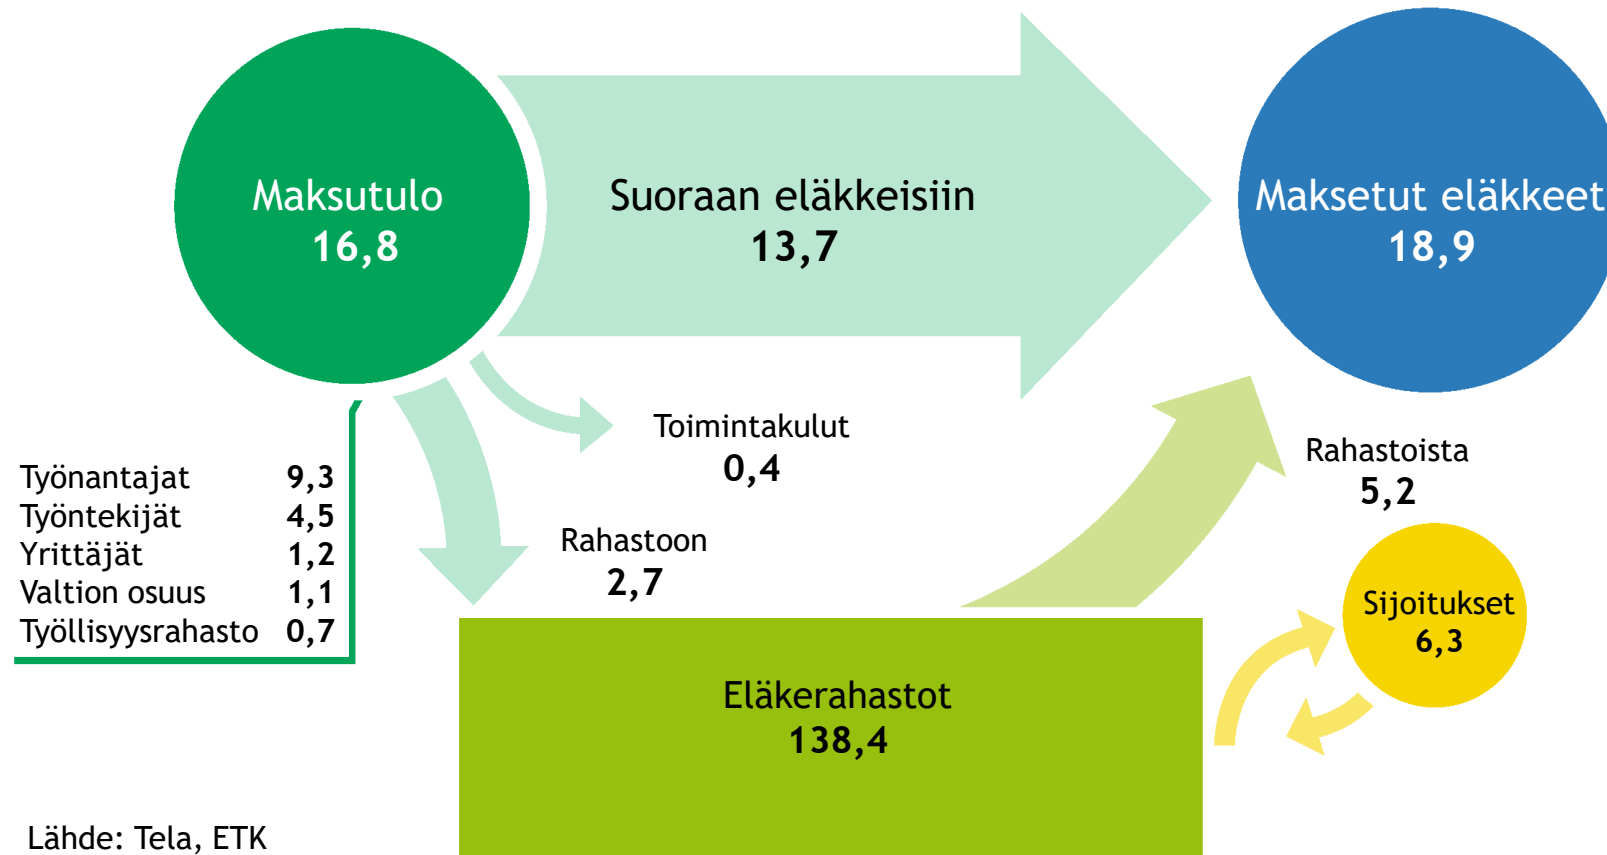 Maksutulo
16,8
Suoraan eläkkeisiin
13,7
Maksetut eläkkeet
18,9
Toimintakulut
0,4
Rahastoista
5,2
Työnantajat 9,3
Työntekijät 4,5
Yrittäjät 1,2
Valtion osuus 1,1
Työllisyysrahasto 0,7
Rahastoon
2,7
Sijoitukset
6,3
Eläkerahastot
138,4
Lähde: Tela, ETK